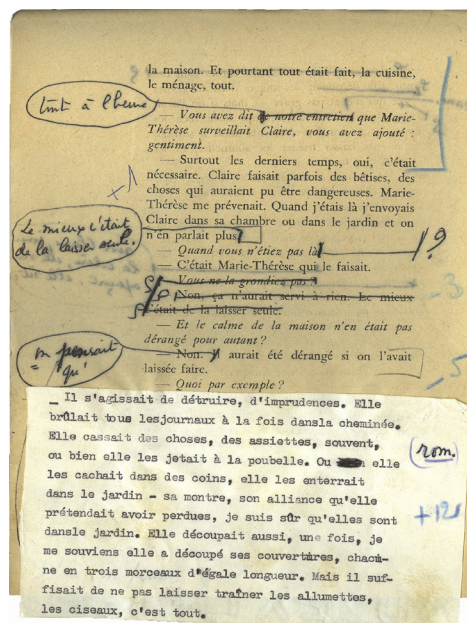 la maison. Et pourtant tout était fait, la cuisine,
le ménage, tout.
tout à l'heure
— Vous avez dit de notre entretien que Marie-
Thérèse surveillait Claire, vous avez ajouté :
gentiment.
— Surtout les derniers temps, oui, c'était
nécessaire. Claire faisait parfois des bêtises, des
choses qui auraient pu être dangereuses. Marie-
+1
Thérèse me prévenait. Quand j'étais là j'envoyais
Claire dans sa chambre ou dans le jardin et on
n'en parlait plus.
Le mieux c'était
de la laisser seule.
— Quand vous n'étiez pas là
1?
— C'était Marie-Thérèse qui le faisait.
— Vous ne la grondiez pas ?
— Non, ça n'aurait servi à rien. Le mieux
- 3
était de la laisser seule.
— Et le calme de la maison n'en était pas
dérangé pour autant ?
on pensait
qu'
— Non. Il aurait été dérangé si on l'avait
laissée faire.
- 5
— Quoi par exemple ?
_ Il s'agissait de détruire, d'imprudences. Elle
brûlait tous lesjournaux à la fois dansla cheminée.
Elle cassait des choses, des assiettes, souvent,
ou bien elle les jetait à la poubelle. Ou elle
(rom.)
les cachait dans des coins, elle les enterrait
dans le jardin - sa montre, son alliance qu'elle
prétendait avoir perdues, je suis sûr qu'elles sont
+12
dansle jardin. Elle découpait aussi, une fois, je
me souviens elle a découpé ses couvertures, chacu-
ne en trois morceaux d'égale longueur. Mais il suf-
fisait de ne pas laisser traîner les allumettes,
les ciseaux, c'est tout.